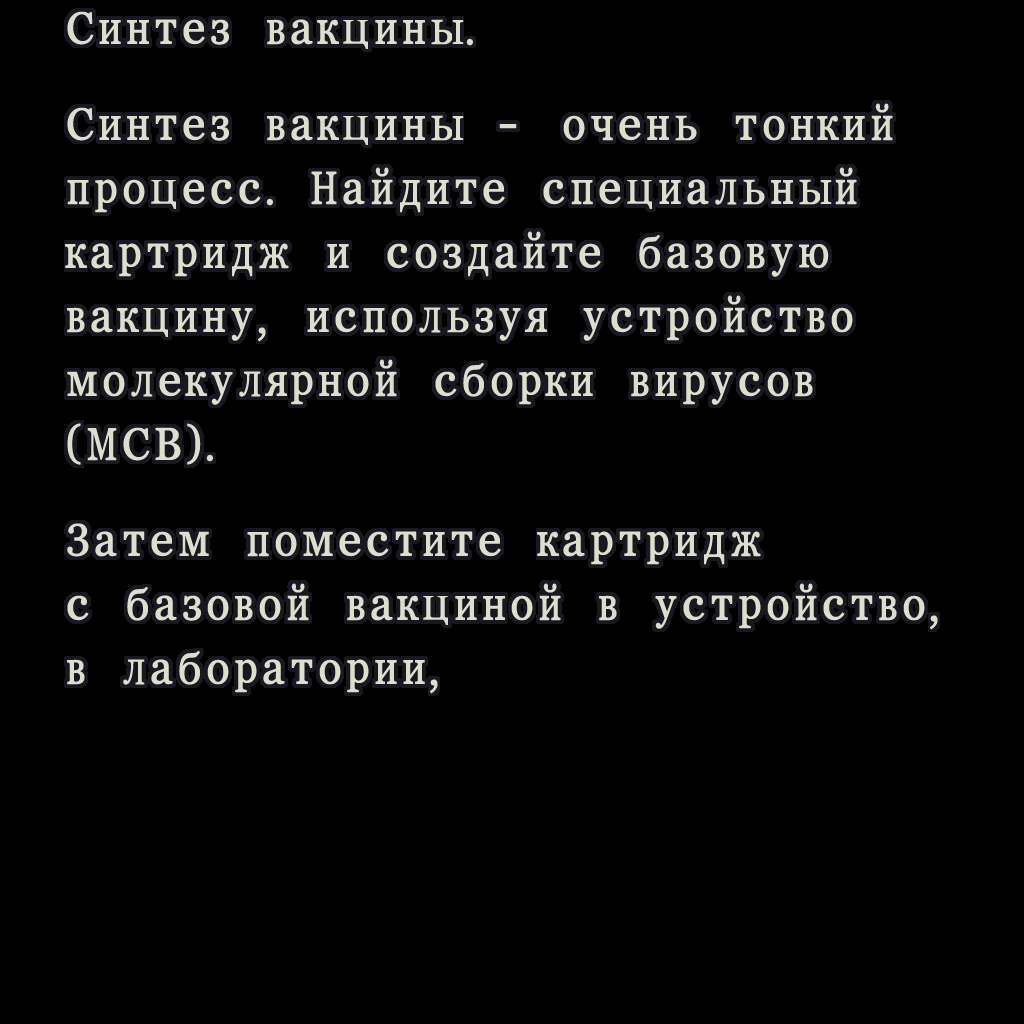 Синтез вакцины.
Синтез вакцины - очень тонкий
процесс. Найдите специальный
картридж и создайте базовую
вакцину, используя устройство
молекулярной сборки вирусов
(МСВ).
Затем поместите картридж
с базовой вакциной в устройство,
в лаборатории,